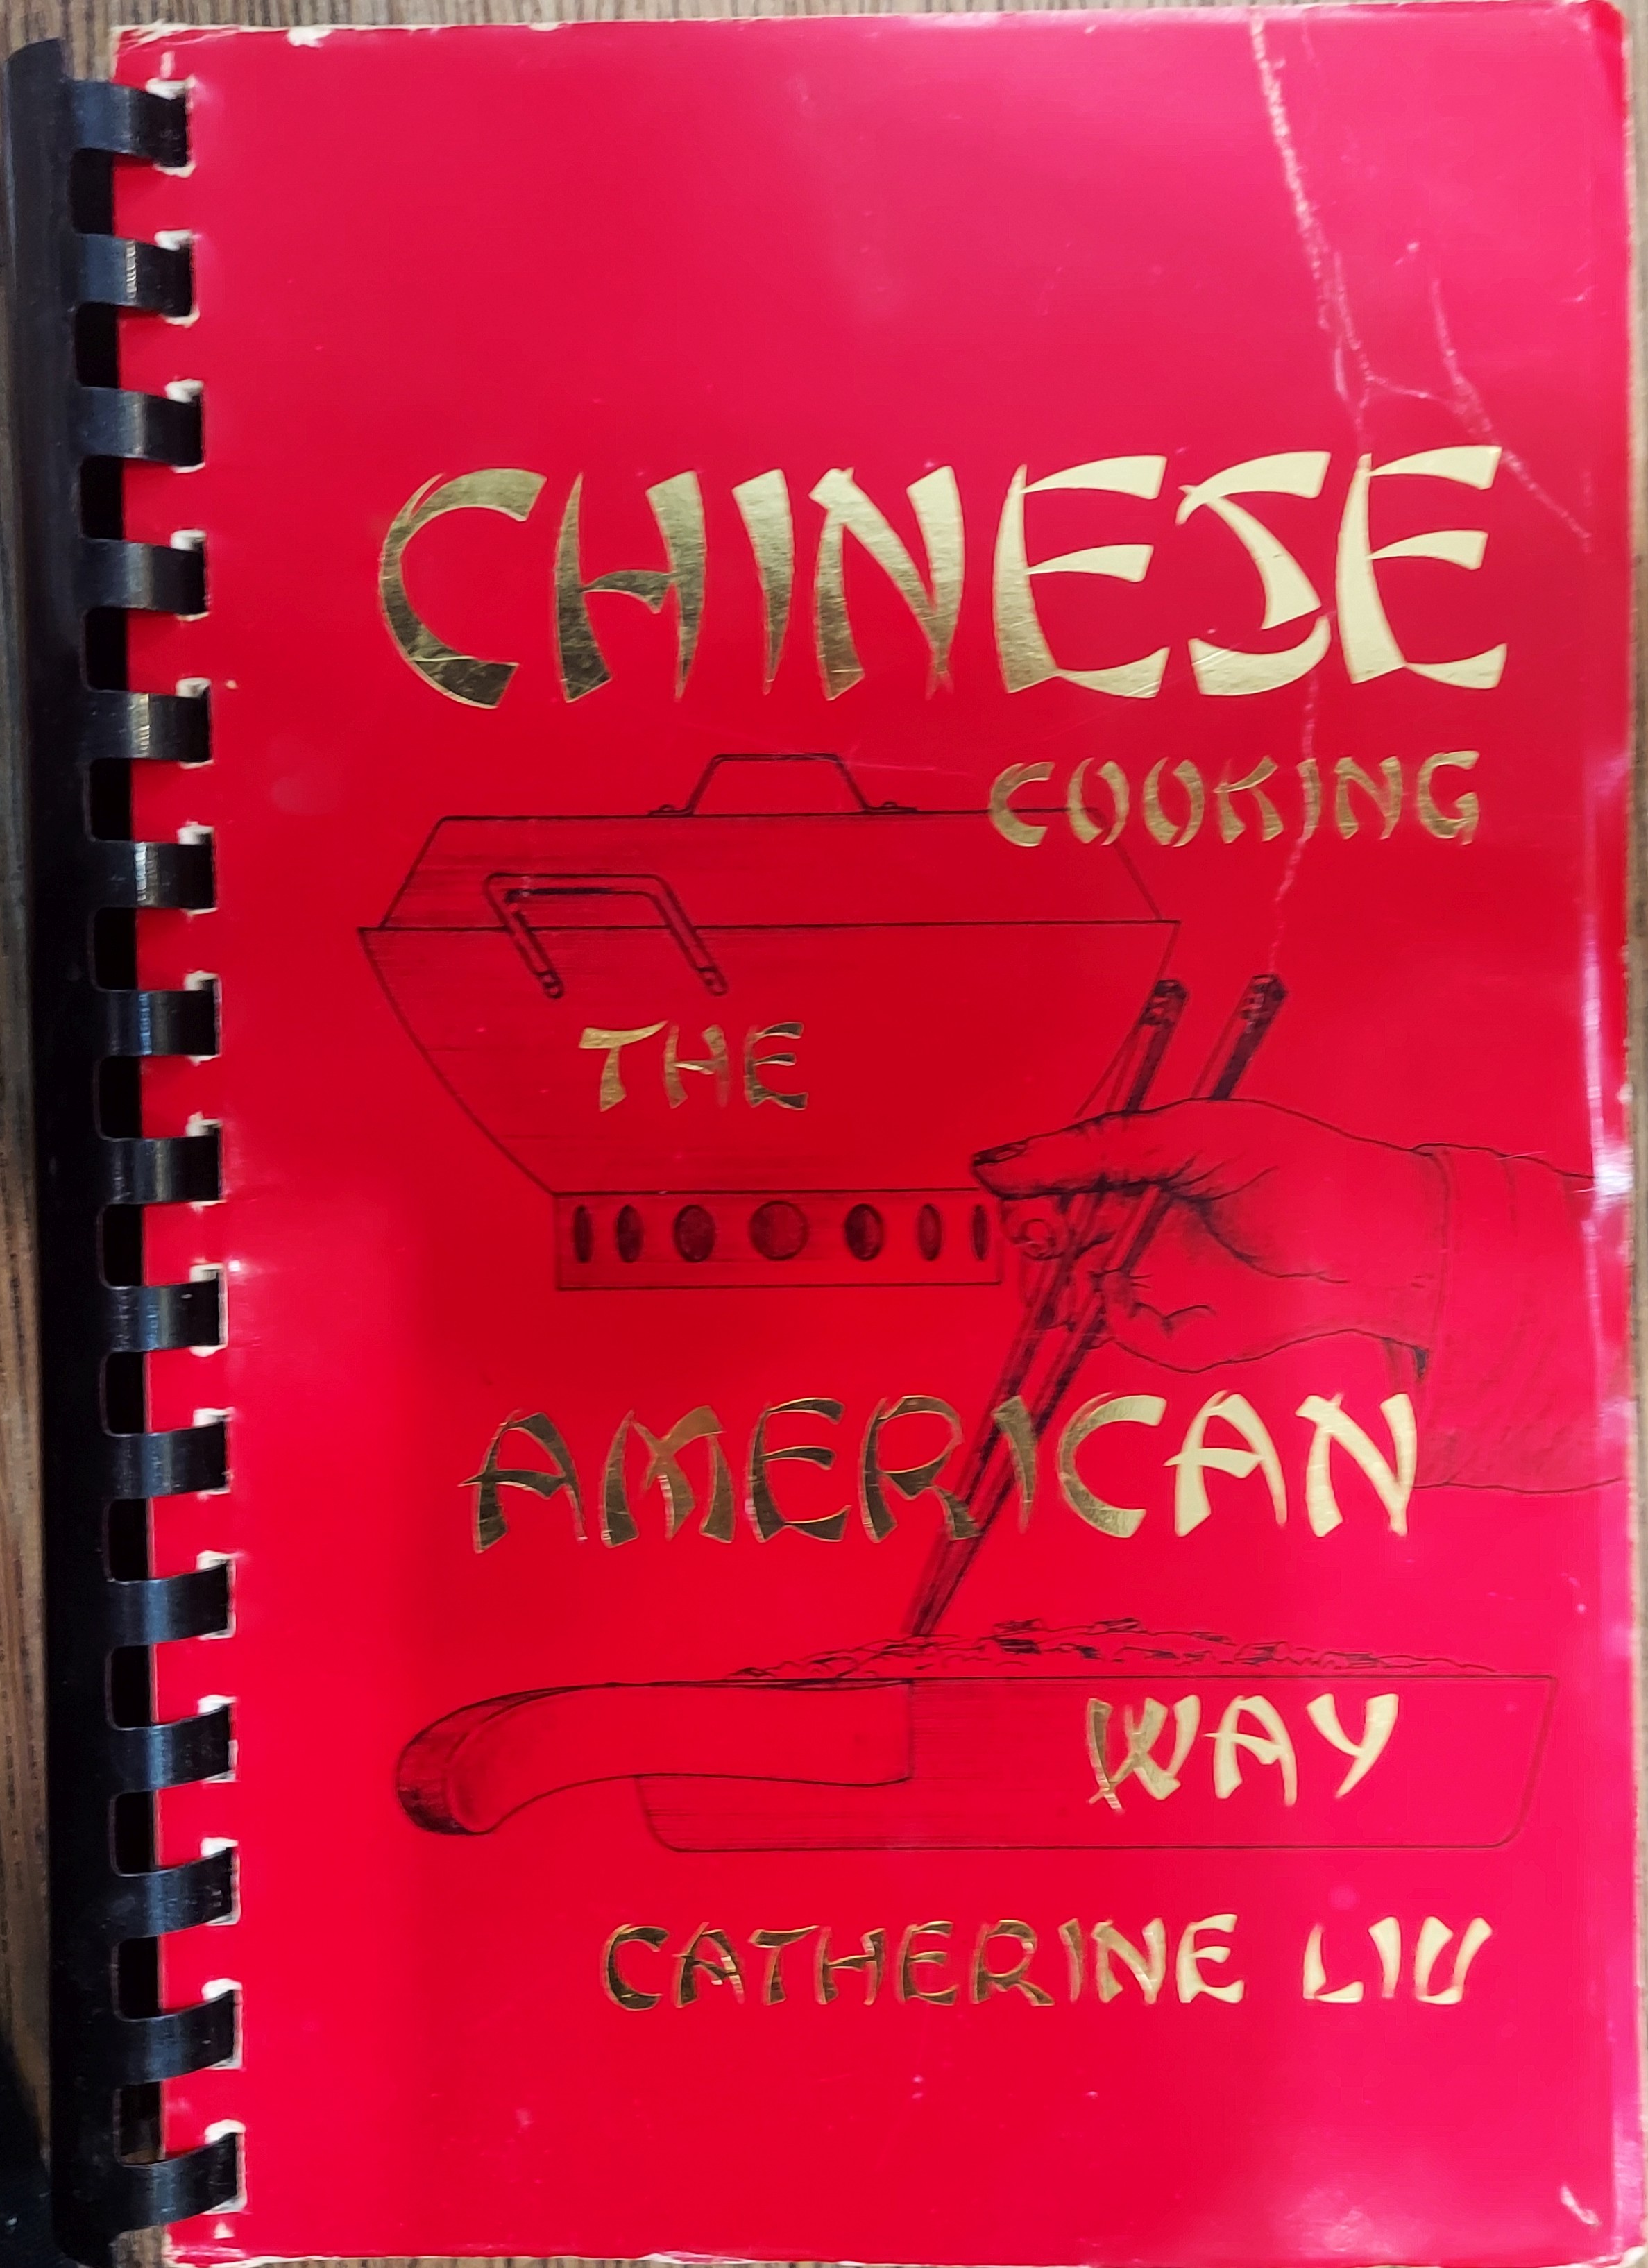 CHINESE
COOKING
THE
AMERICAN
WAY
CATHERINE LIU